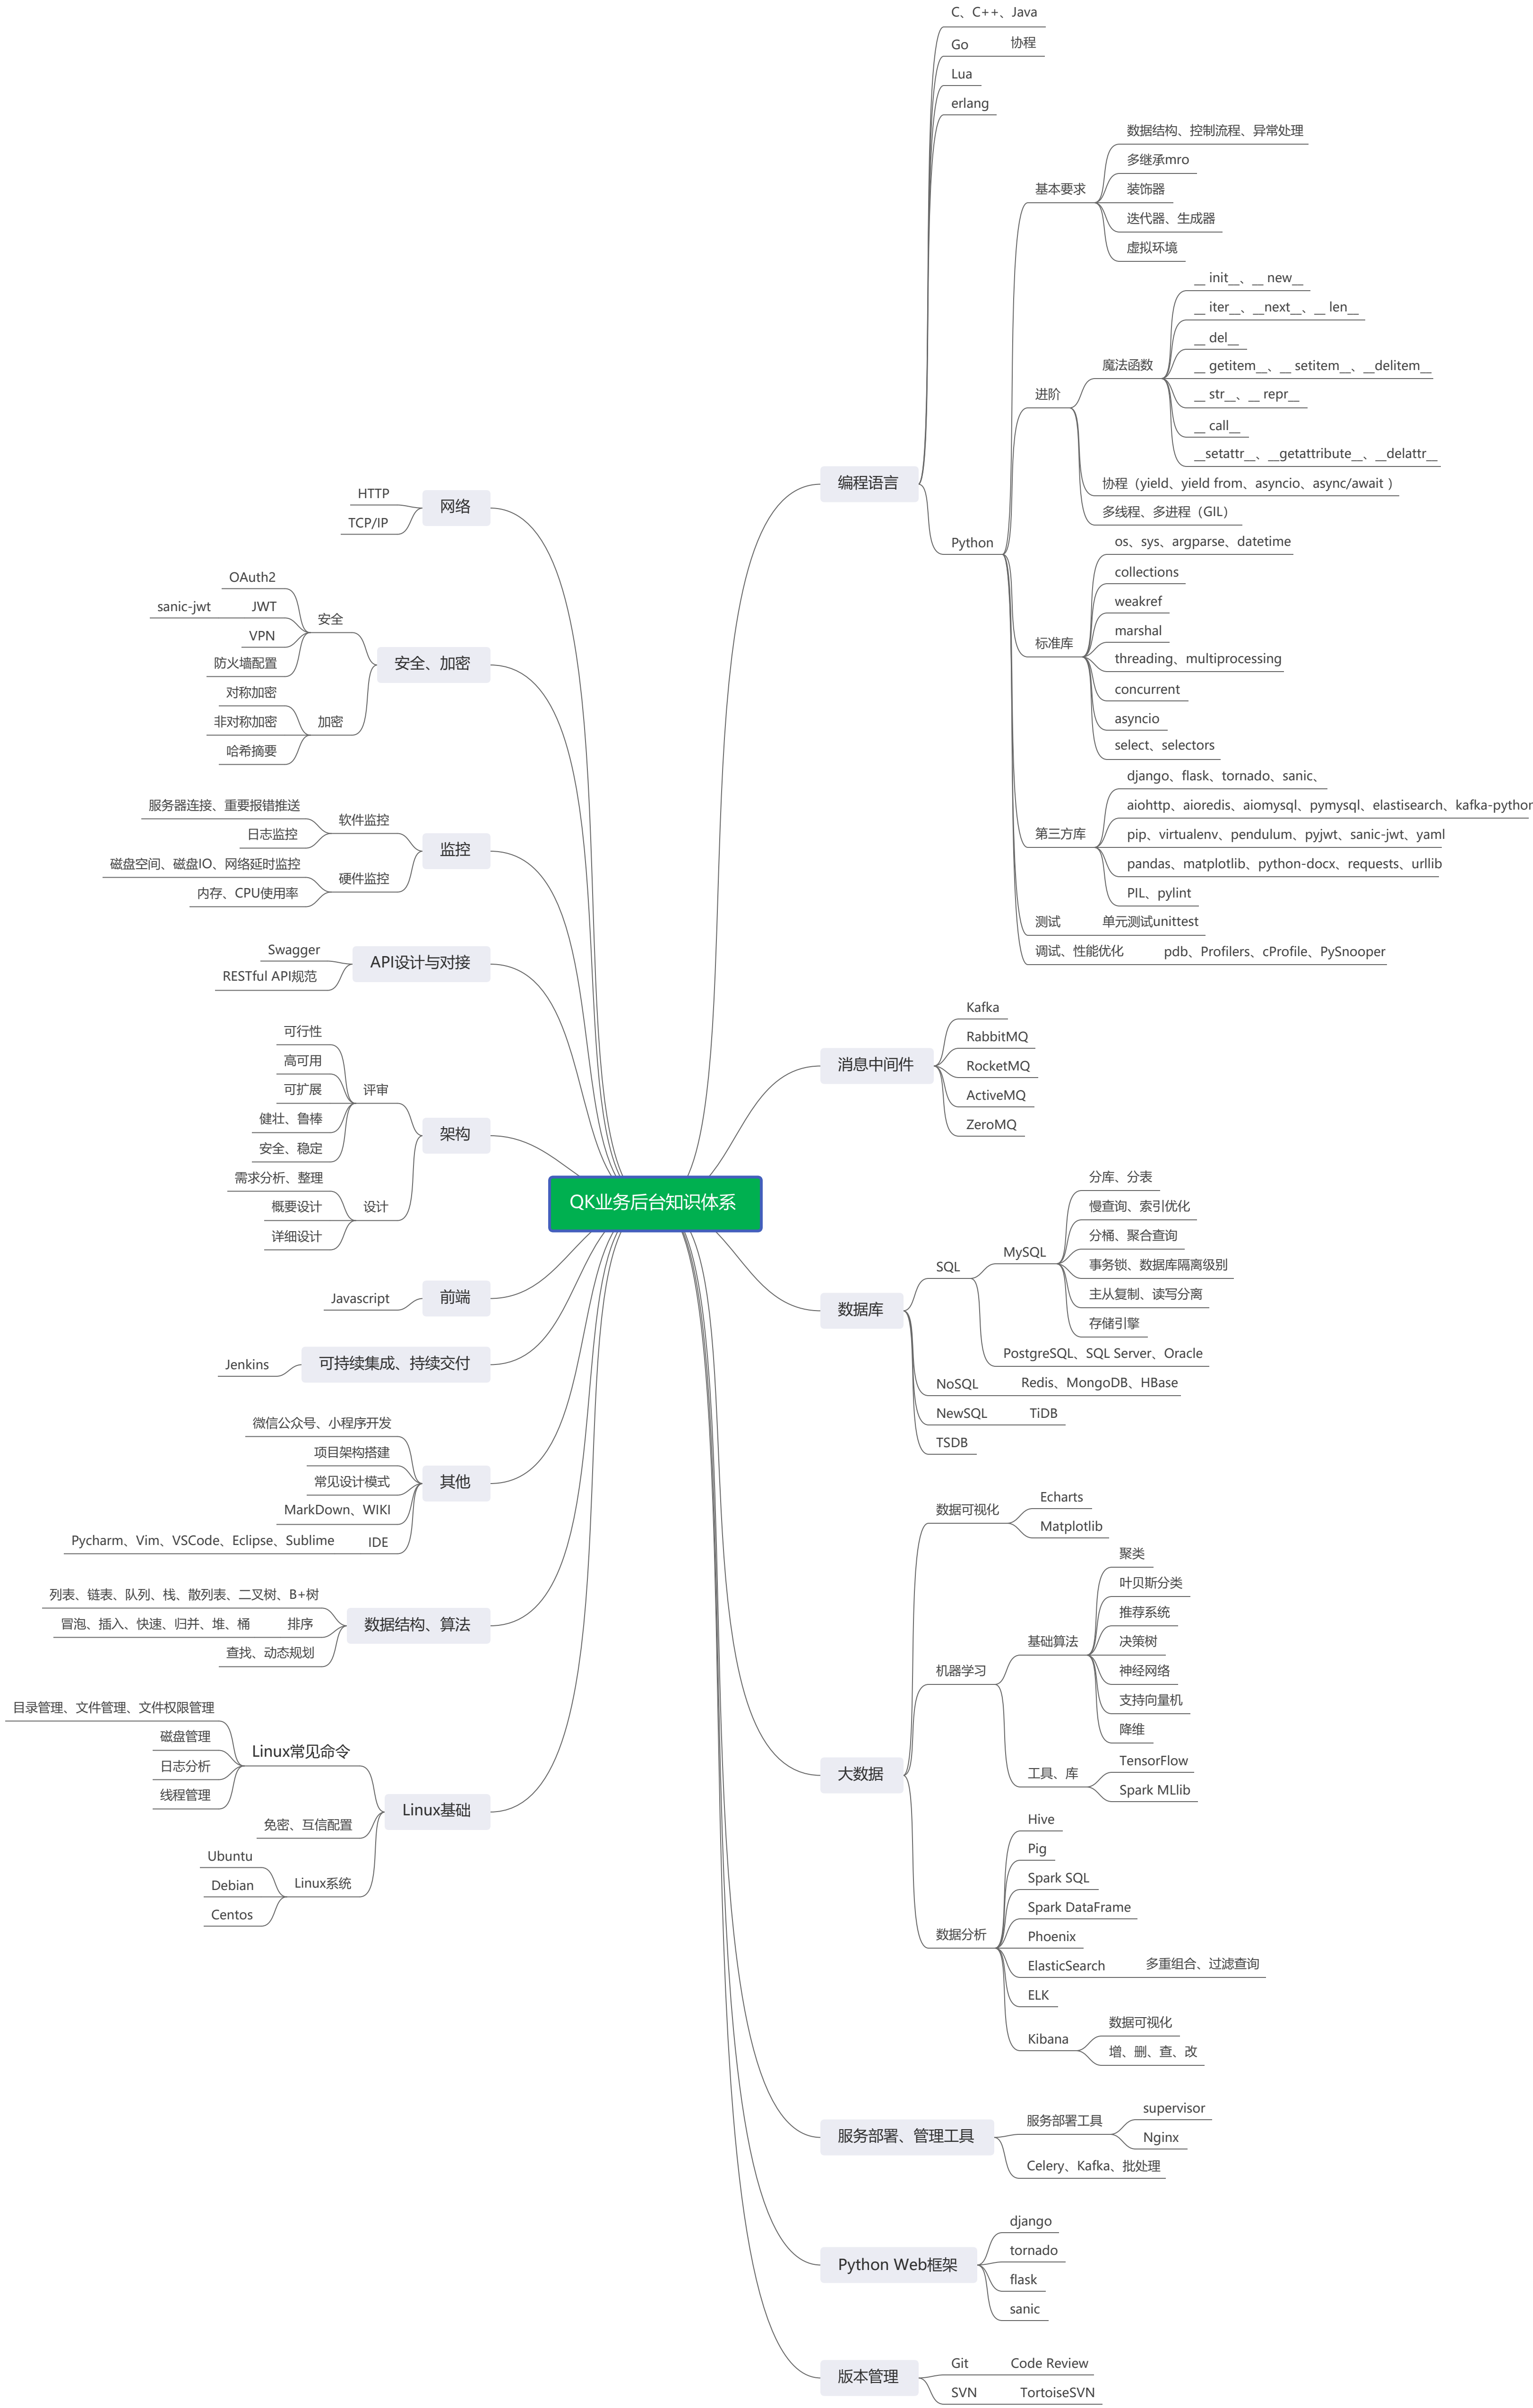 QK业务后台知识体系
编程语言
C、C++、Java
Go
协程
Lua
erlang
Python
基本要求
数据结构、控制流程、异常处理
多继承mro
装饰器
迭代器、生成器
虚拟环境
进阶
魔法函数
__ init__、__ new__
__ iter__、__next__、__ len__
__ del__
__ getitem__、__ setitem__、__delitem__
__ str__、__ repr__
__ call__
__setattr__、__getattribute__、__delattr__
协程（yield、yield from、asyncio、async/await ）
多线程、多进程（GIL）
标准库
os、sys、argparse、datetime
collections
weakref
marshal
threading、multiprocessing
concurrent
asyncio
select、selectors
第三方库
django、flask、tornado、sanic、
aiohttp、aioredis、aiomysql、pymysql、elastisearch、kafka-python
pip、virtualenv、pendulum、pyjwt、sanic-jwt、yaml
pandas、matplotlib、python-docx、requests、urllib
PIL、pylint
测试
单元测试unittest
调试、性能优化
pdb、Profilers、cProfile、PySnooper
消息中间件
Kafka
RabbitMQ
RocketMQ
ActiveMQ
ZeroMQ
数据库
SQL
MySQL
分库、分表
慢查询、索引优化
分桶、聚合查询
事务锁、数据库隔离级别
主从复制、读写分离
存储引擎
PostgreSQL、SQL Server、Oracle
NoSQL
Redis、MongoDB、HBase
NewSQL
TiDB
TSDB
大数据
数据可视化
Echarts
Matplotlib
机器学习
基础算法
聚类
叶贝斯分类
推荐系统
决策树
神经网络
支持向量机
降维
工具、库
TensorFlow
Spark MLlib
数据分析
Hive
Pig
Spark SQL
Spark DataFrame
Phoenix
ElasticSearch
多重组合、过滤查询
ELK
Kibana
数据可视化
增、删、查、改
服务部署、管理工具
服务部署工具
supervisor
Nginx
Celery、Kafka、批处理
Python Web框架
django
tornado
flask
sanic
版本管理
Git
Code Review
SVN
TortoiseSVN
网络
HTTP
TCP/IP
安全、加密
安全
OAuth2
JWT
sanic-jwt
VPN
防火墙配置
加密
对称加密
非对称加密
哈希摘要
监控
软件监控
服务器连接、重要报错推送
日志监控
硬件监控
磁盘空间、磁盘IO、网络延时监控
内存、CPU使用率
API设计与对接
Swagger
RESTful API规范
架构
评审
可行性
高可用
可扩展
健壮、鲁棒
安全、稳定
设计
需求分析、整理
概要设计
详细设计
前端
Javascript
可持续集成、持续交付
Jenkins
其他
微信公众号、小程序开发
项目架构搭建
常见设计模式
MarkDown、WIKI
IDE
Pycharm、Vim、VSCode、Eclipse、Sublime
数据结构、算法
列表、链表、队列、栈、散列表、二叉树、B+树
排序
冒泡、插入、快速、归并、堆、桶
查找、动态规划
Linux基础
Linux常见命令
目录管理、文件管理、文件权限管理
磁盘管理
日志分析
线程管理
免密、互信配置
Linux系统
Ubuntu
Debian
Centos